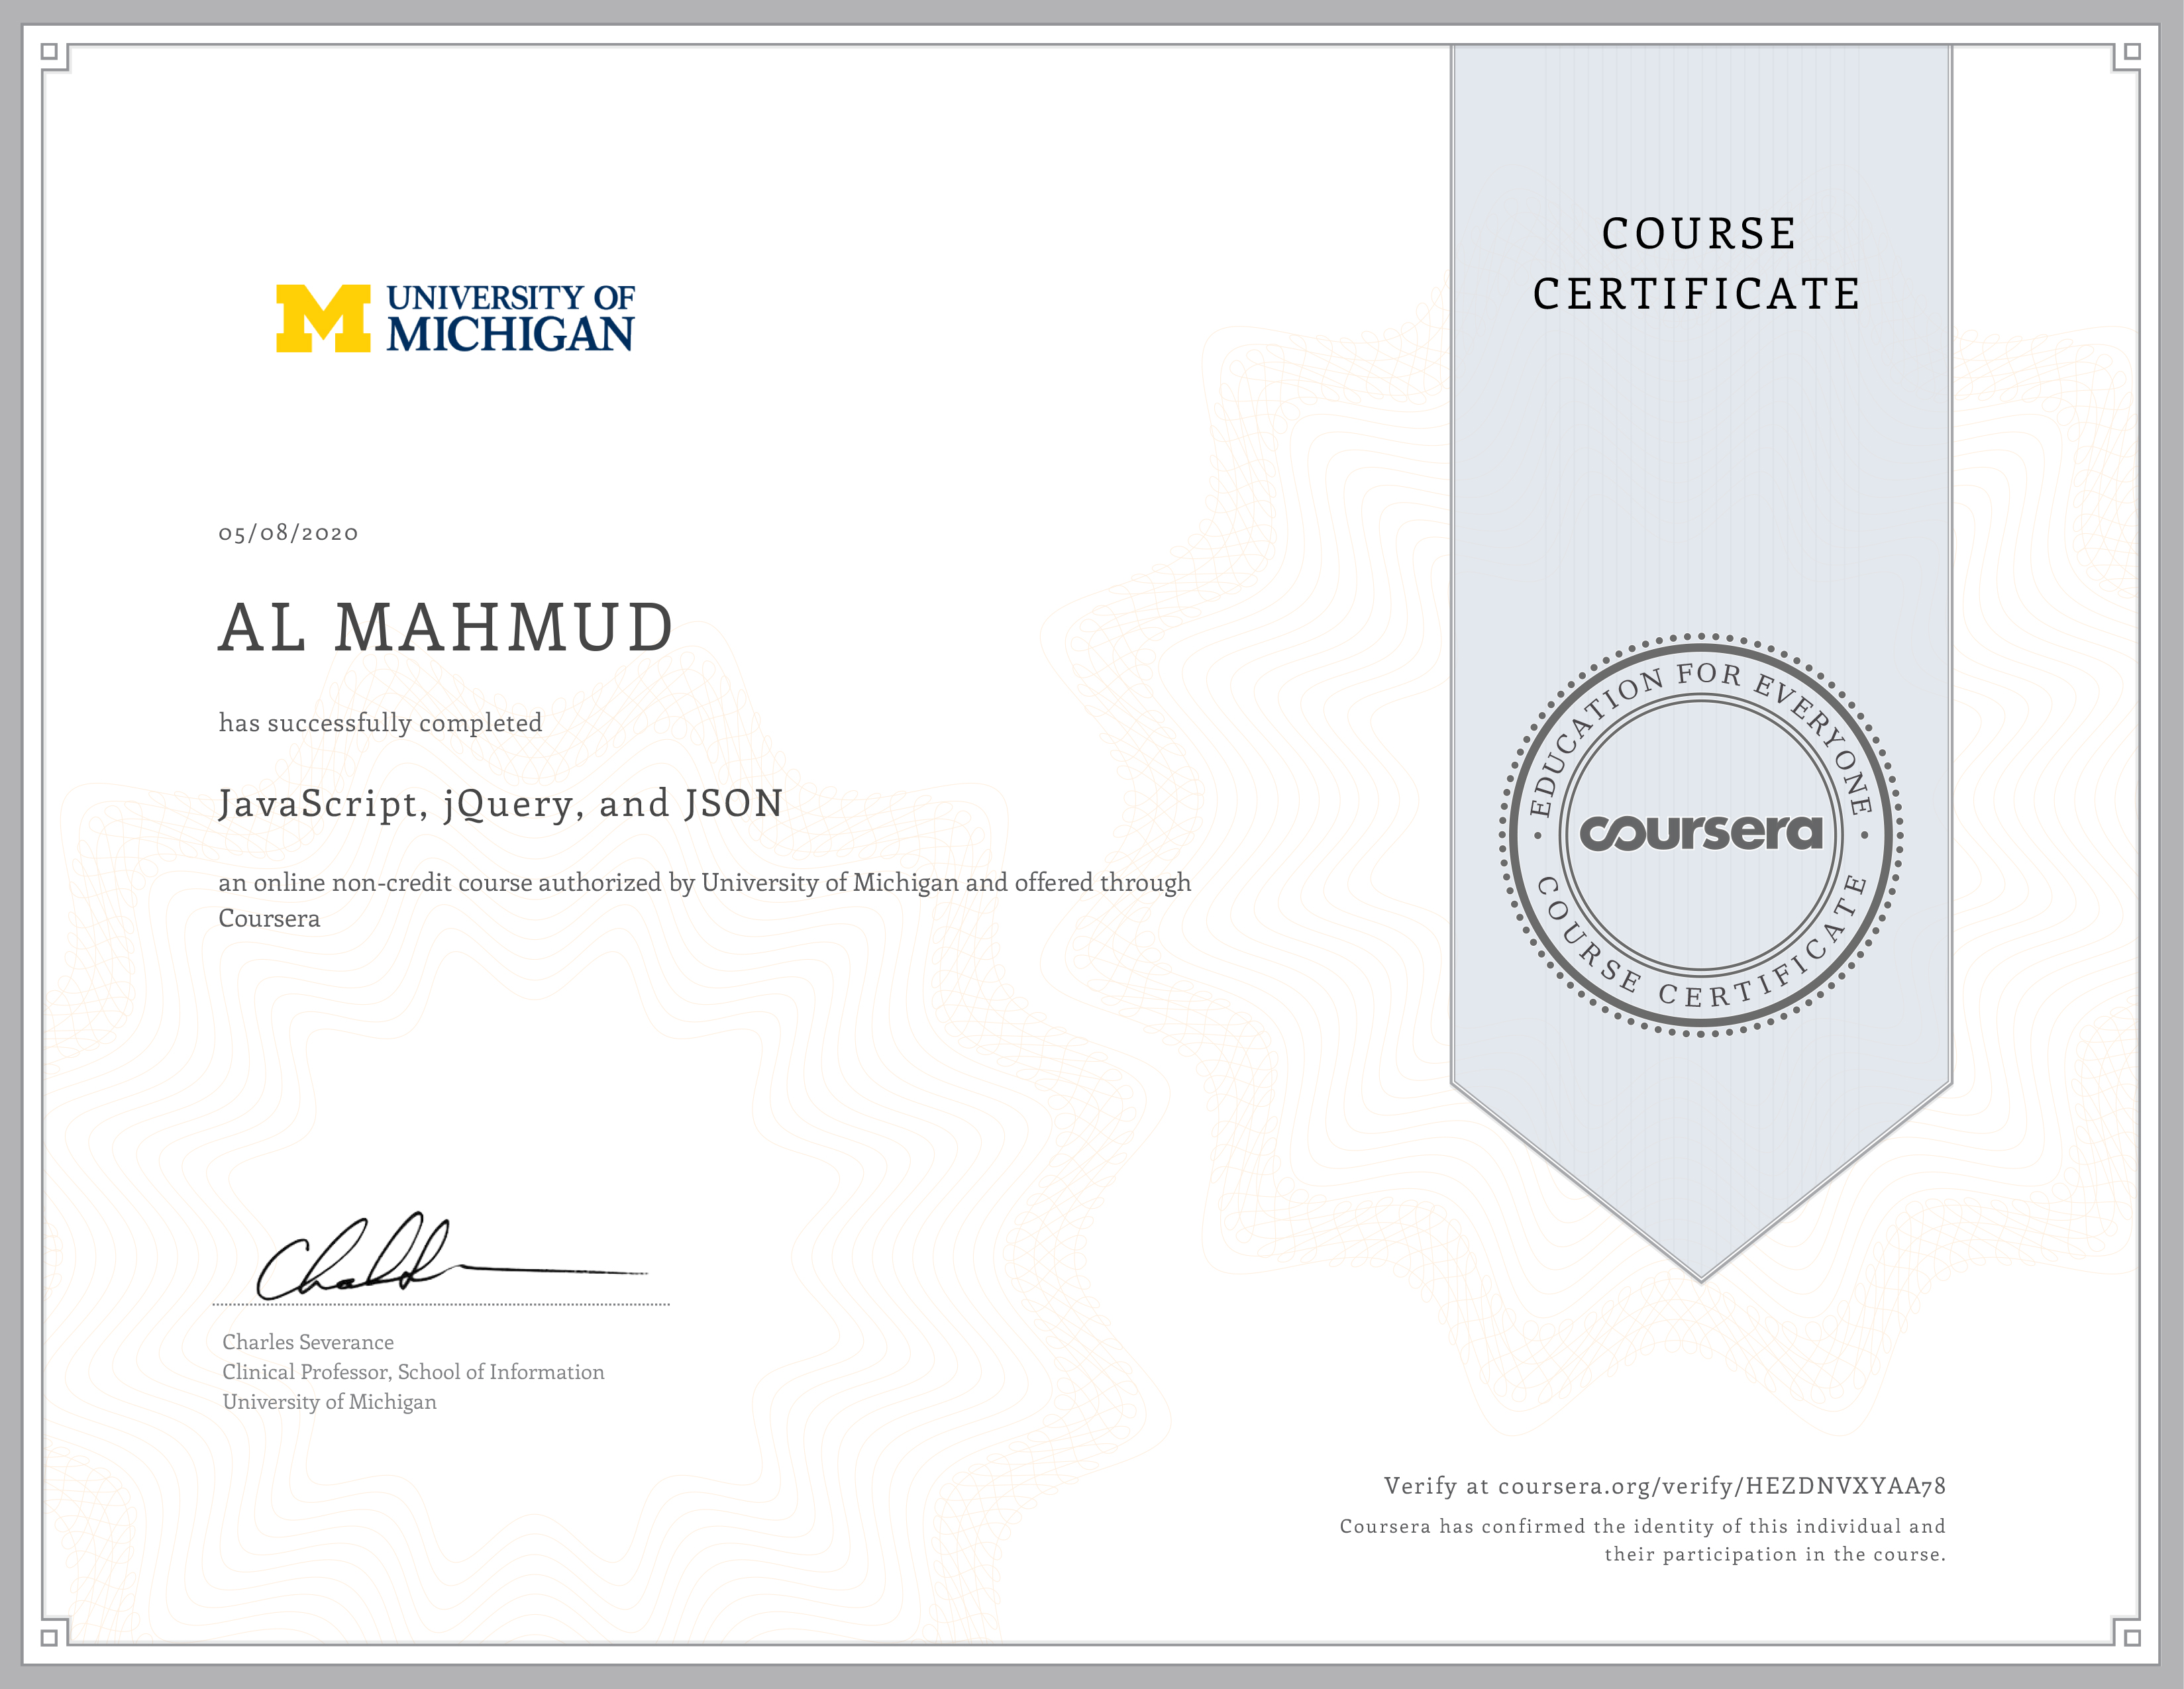 UNIVERSITY OF
MICHIGAN
COURSE
CERTIFICATE
05/08/2020
AL MAHMUD
has successfully completed
JavaScript, jQuery, and JSON
an online non-credit course authorized by University of Michigan and offered through
Coursera
EDUCATION FOR EVERYONE
coursera
COURSE CERTIFICATE
Charles Severance
Clinical Professor, School of Information
University of Michigan
Verify at coursera.org/verify/HEZDNVXYAA78
Coursera has confirmed the identity of this individual and
their participation in the course.